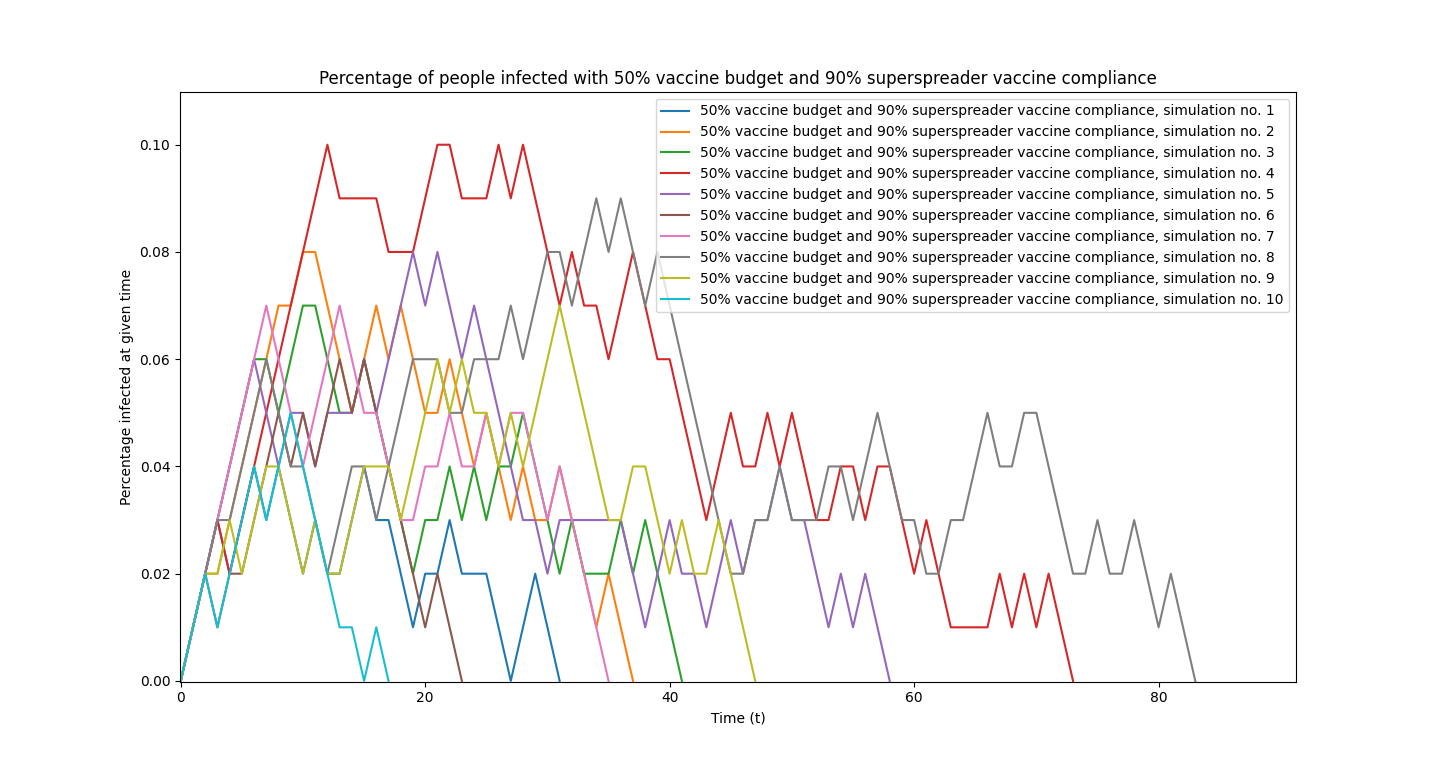 Percentage of people infected with 50% vaccine budget and 90% superspreader vaccine compliance
50% vaccine budget and 90% superspreader vaccine compliance, simulation no. 1
50% vaccine budget and 90% superspreader vaccine compliance, simulation no. 2
50% vaccine budget and 90% superspreader vaccine compliance, simulation no. 3
50% vaccine budget and 90% superspreader vaccine compliance, simulation no. 4
50% vaccine budget and 90% superspreader vaccine compliance, simulation no. 5
50% vaccine budget and 90% superspreader vaccine compliance, simulation no. 6
50% vaccine budget and 90% superspreader vaccine compliance, simulation no. 7
50% vaccine budget and 90% superspreader vaccine compliance, simulation no. 8
50% vaccine budget and 90% superspreader vaccine compliance, simulation no. 9
50% vaccine budget and 90% superspreader vaccine compliance, simulation no. 10
Percentage infected at given time
0.10
0.08
0.06
0.04
0.02
0.00
0 20 40 60 80
Time (t)